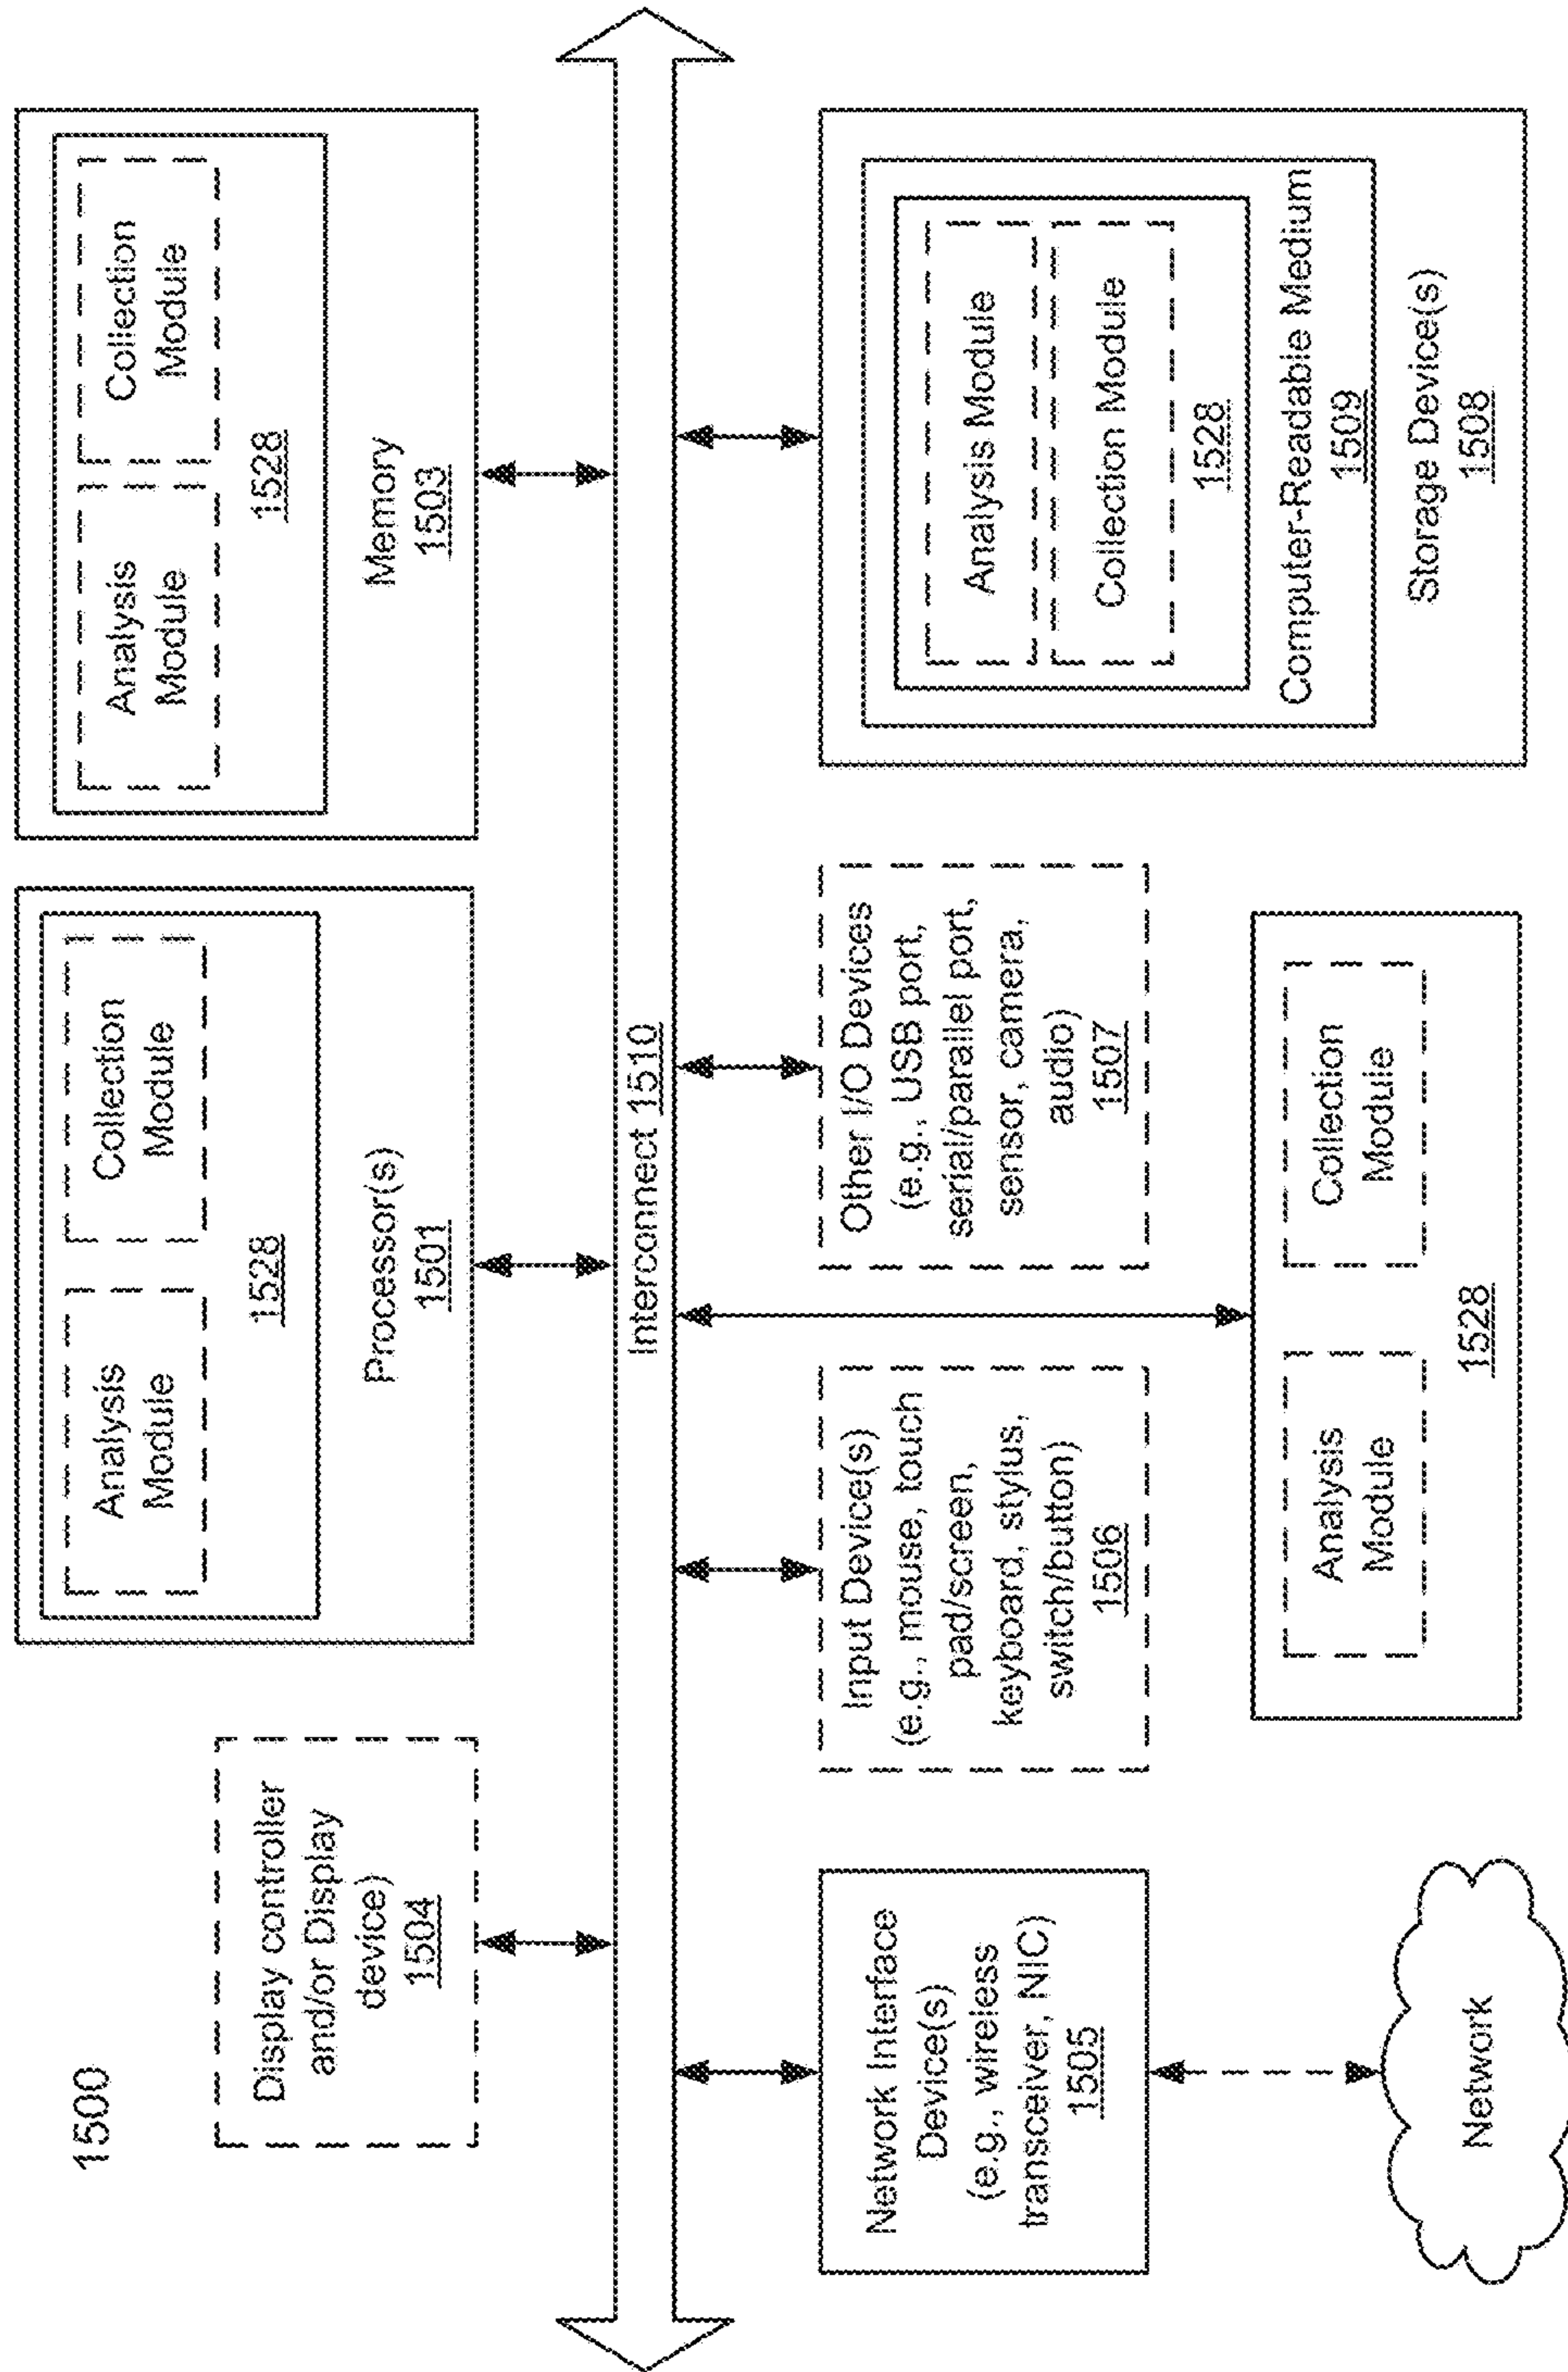 1500
Display controller
and/or Display
device)
1504
Analysis
Module
Collection
Module
1528
Processor(s)
1501
Analysis
Module
Collection
Module
1528
Memory
1503
Interconnect 1510
Network Interface
Device(s)
(e.g., wireless
transceiver, NIC)
1505
Input Device(s)
(e.g., mouse, touch
pad/screen,
keyboard, stylus,
switch/button)
1506
Other I/O Devices
(e.g., USB port,
serial/parallel port,
sensor, camera,
audio)
1507
Analysis Module
Collection Module
1528
Computer-Readable Medium
1509
Storage Device(s)
1508
Network
Analysis
Module
Collection
Module
1528